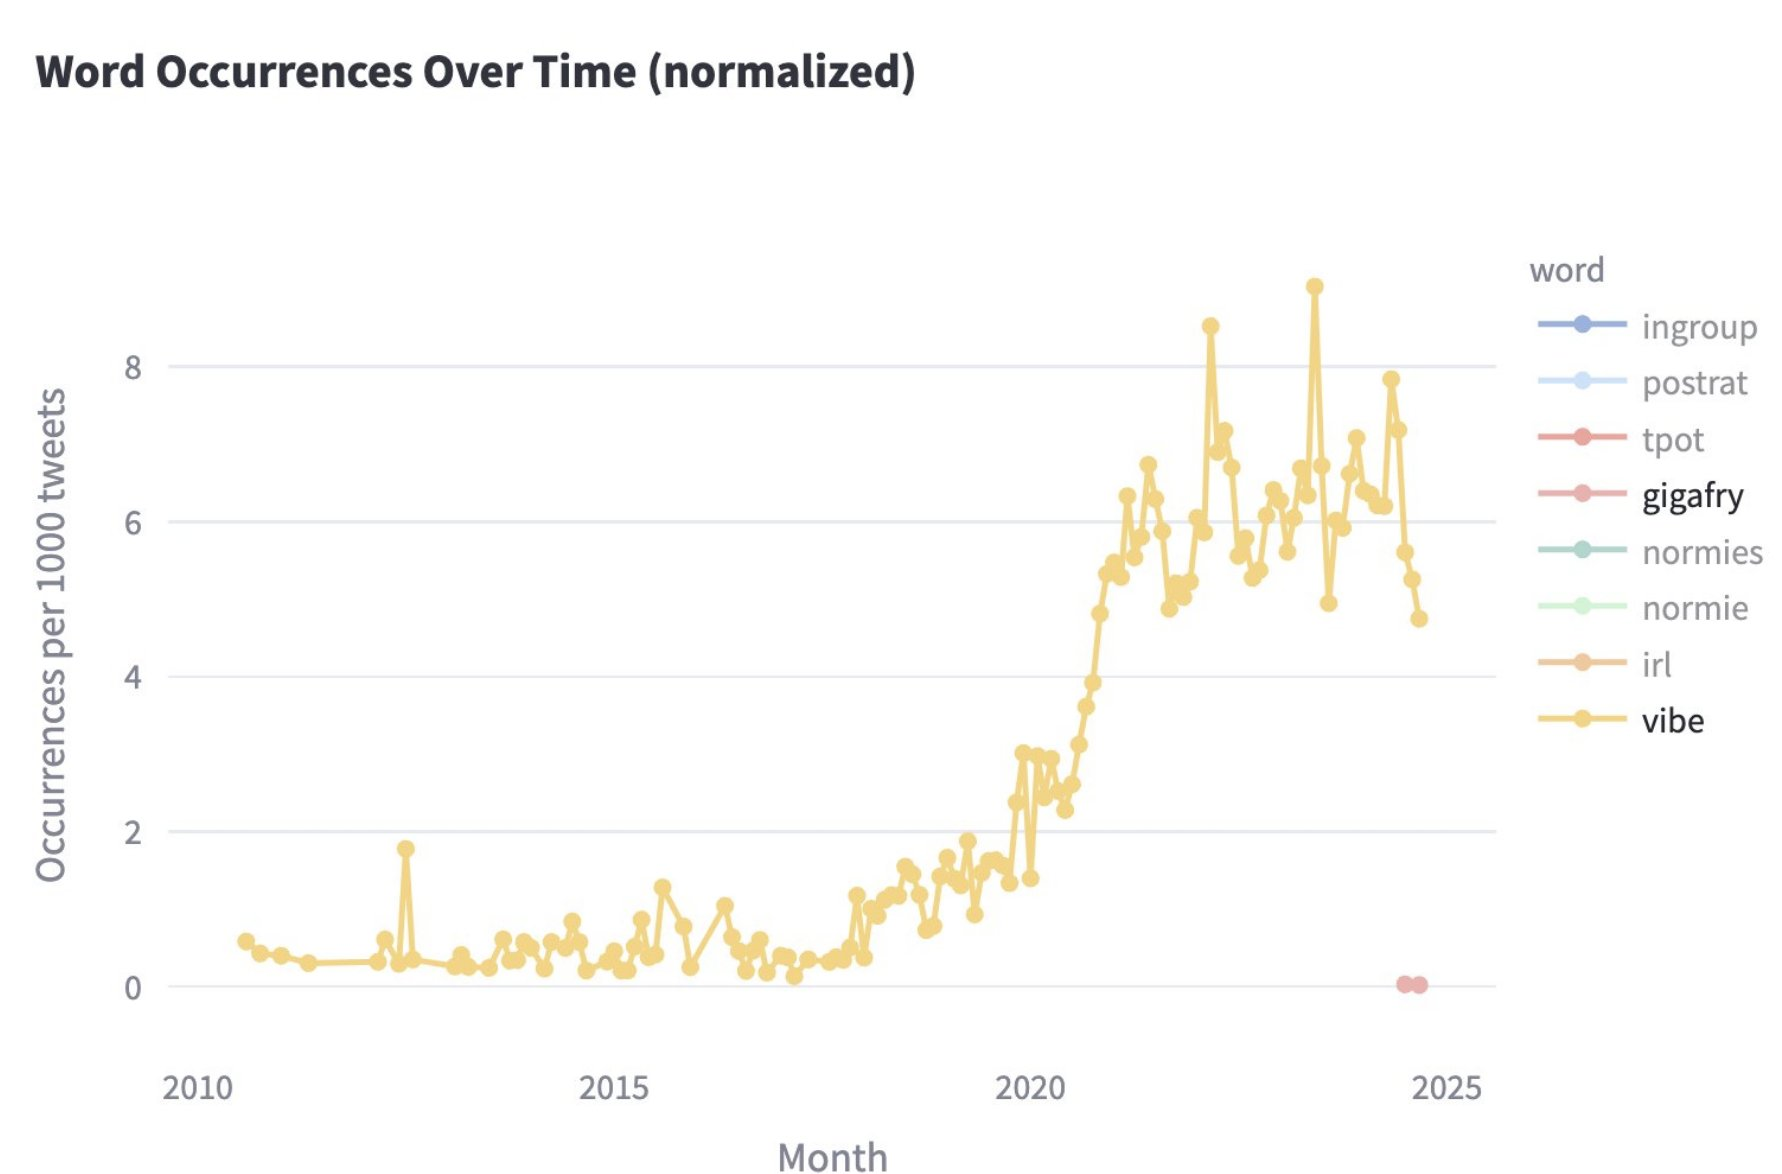 Word Occurrences Over Time (normalized)
Occurrences per 1000 tweets
8
6
4
2
0
2010
2015
2020
2025
Month
word
ingroup
postrat
tpot
gigafry
normies
normie
irl
vibe